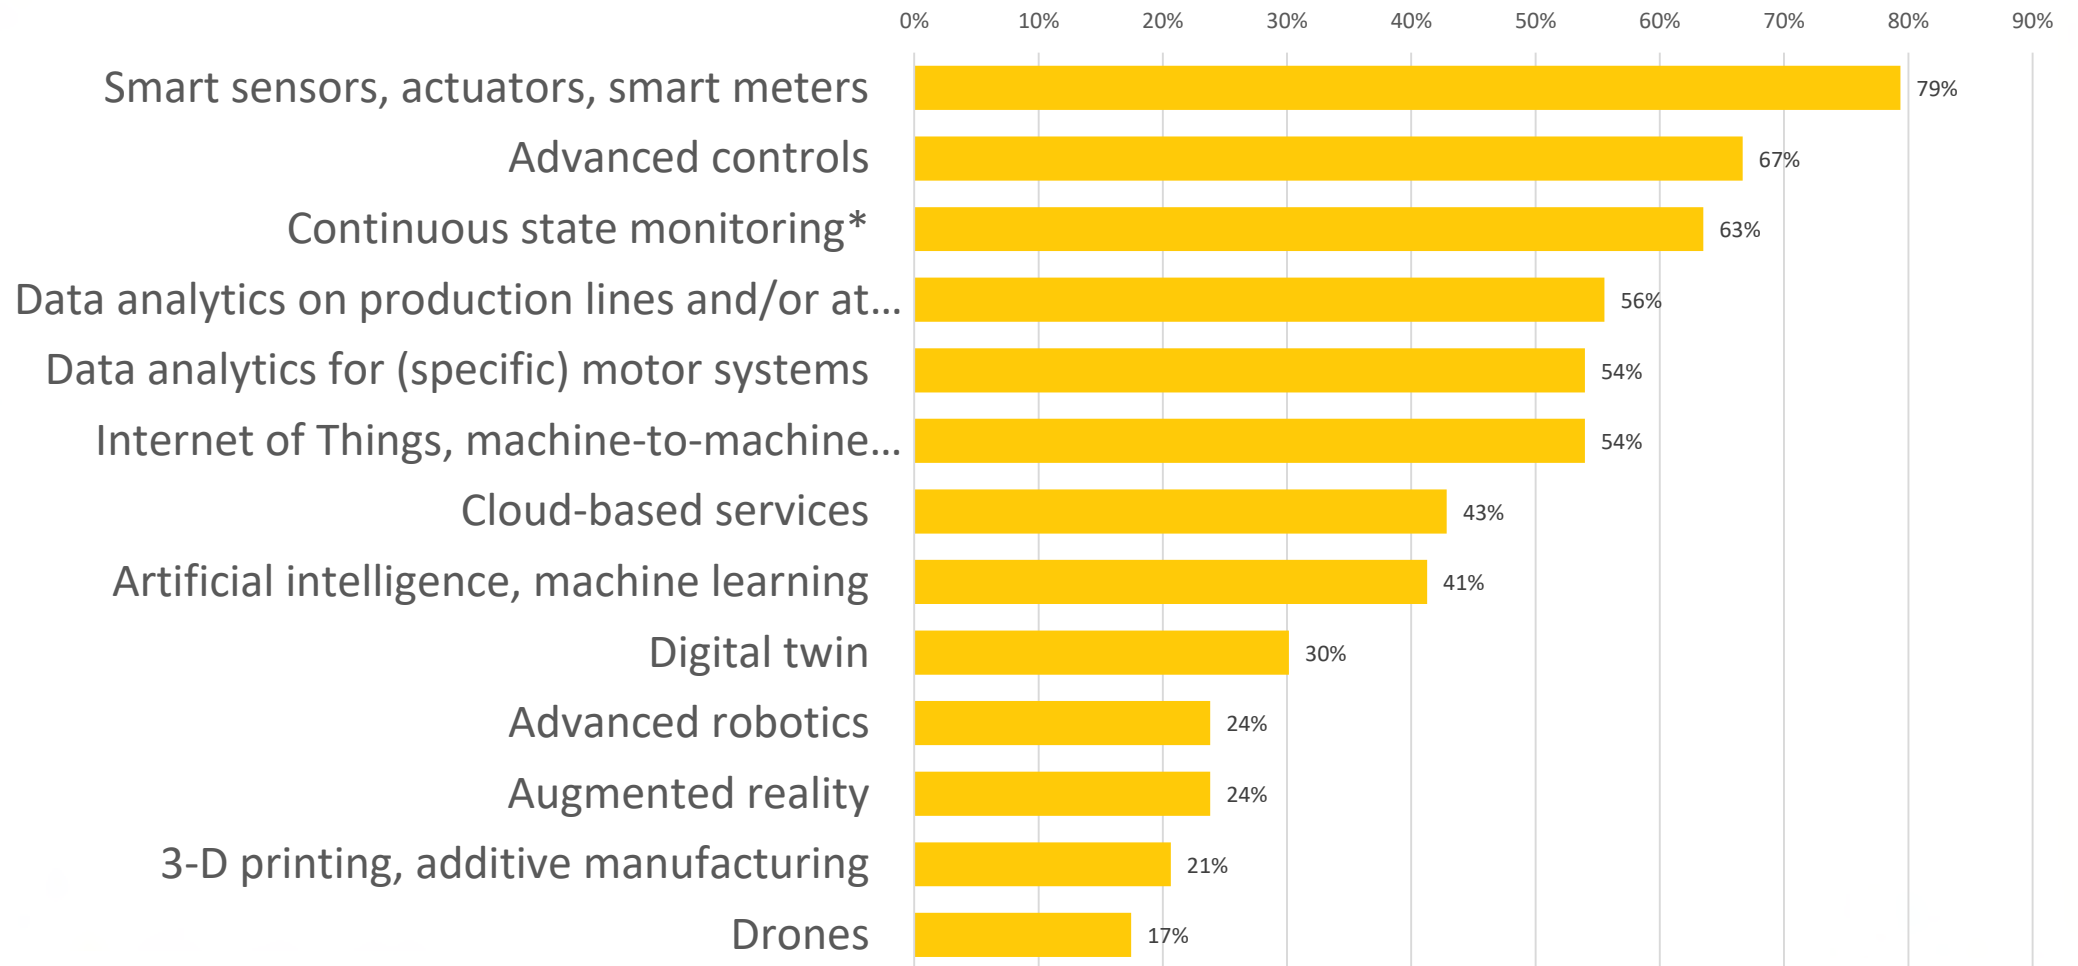 0% 10% 20% 30% 40% 50% 60% 70% 80% 90%
Smart sensors, actuators, smart meters 79%
Advanced controls 67%
Continuous state monitoring* 63%
Data analytics on production lines and/or at… 56%
Data analytics for (specific) motor systems 54%
Internet of Things, machine-to-machine… 54%
Cloud-based services 43%
Artificial intelligence, machine learning 41%
Digital twin 30%
Advanced robotics 24%
Augmented reality 24%
3-D printing, additive manufacturing 21%
Drones 17%